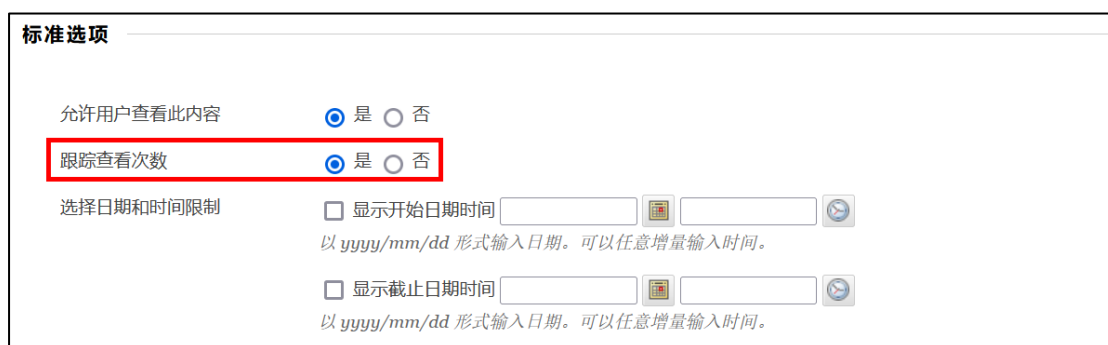 标准选项
允许用户查看此内容 是 否
跟踪查看次数 是 否
选择日期和时间限制 显示开始日期时间
以 yyyy/mm/dd 形式输入日期。可以任意增量输入时间。
显示截止日期时间
以 yyyy/mm/dd 形式输入日期。可以任意增量输入时间。